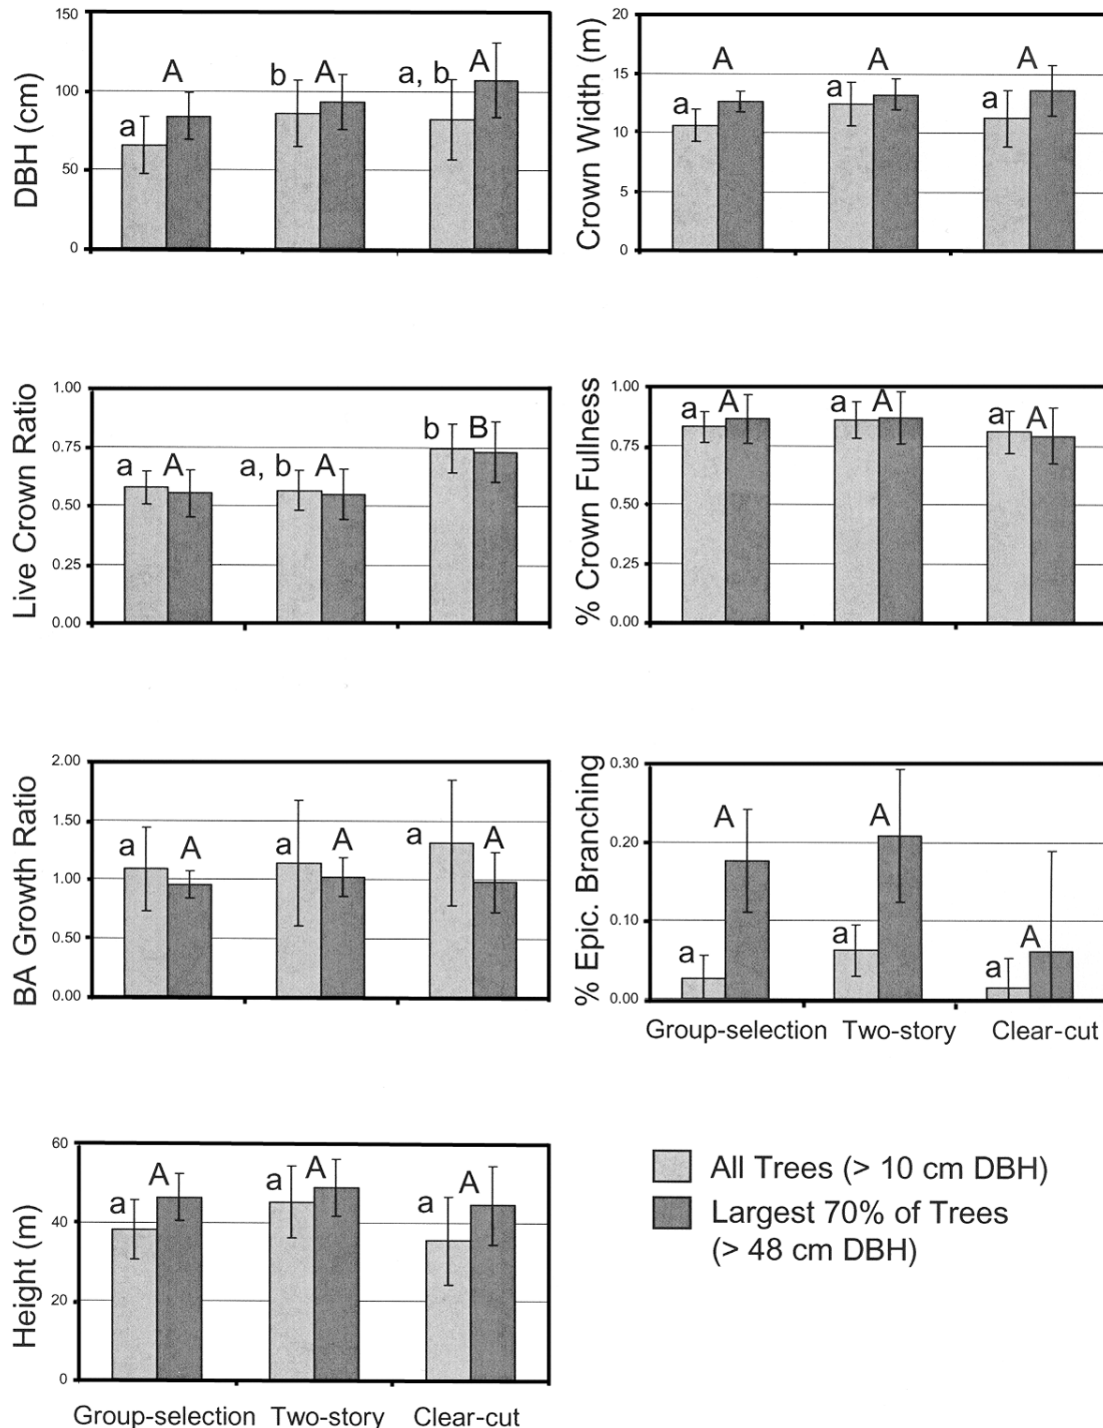 150
100
50
0
DBH (cm)
a A b A a, b A
20
15
10
5
0
Crown Width (m)
a A a A a A
1.00
0.75
0.50
0.25
0.00
Live Crown Ratio
a A a, b A b B
1.00
0.75
0.50
0.25
0.00
% Crown Fullness
a A a A a A
2.00
1.50
1.00
0.50
0.00
BA Growth Ratio
a A a A a A
0.30
0.20
0.10
0.00
% Epic. Branching
a A a A a A
Group-selection Two-story Clear-cut
60
40
20
0
Height (m)
a A a A a A
Group-selection Two-story Clear-cut
All Trees (> 10 cm DBH)
Largest 70% of Trees
(> 48 cm DBH)